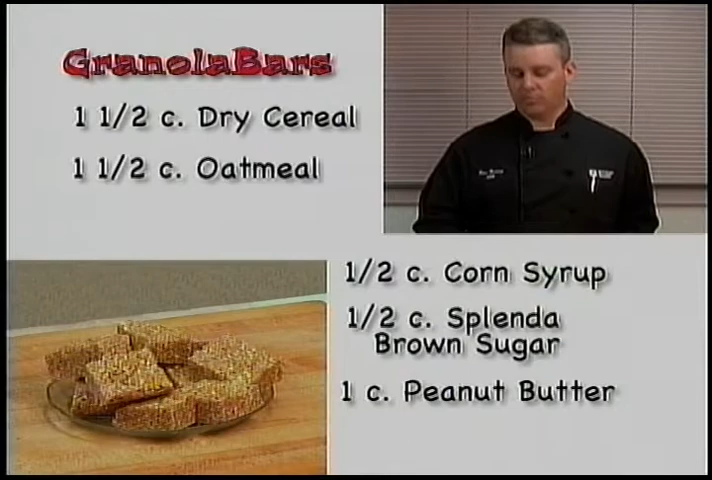 GranolaBars
1 1/2 c. Dry Cereal
1 1/2 c. Oatmeal
1/2 c. Corn Syrup
1/2 c. Splenda
Brown Sugar
1 c. Peanut Butter